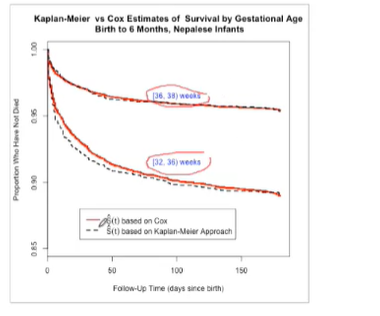 Kaplan-Meier vs Cox Estimates of Survival by Gestational Age
Birth to 6 Months, Nepalese Infants
Proportion Who Have Not Died
1.00
0.95
0.90
0.85
[36, 38) weeks
[32, 36) weeks
Ŝ(t) based on Cox
Ŝ(t) based on Kaplan-Meier Approach
0
50
100
150
Follow-Up Time (days since birth)